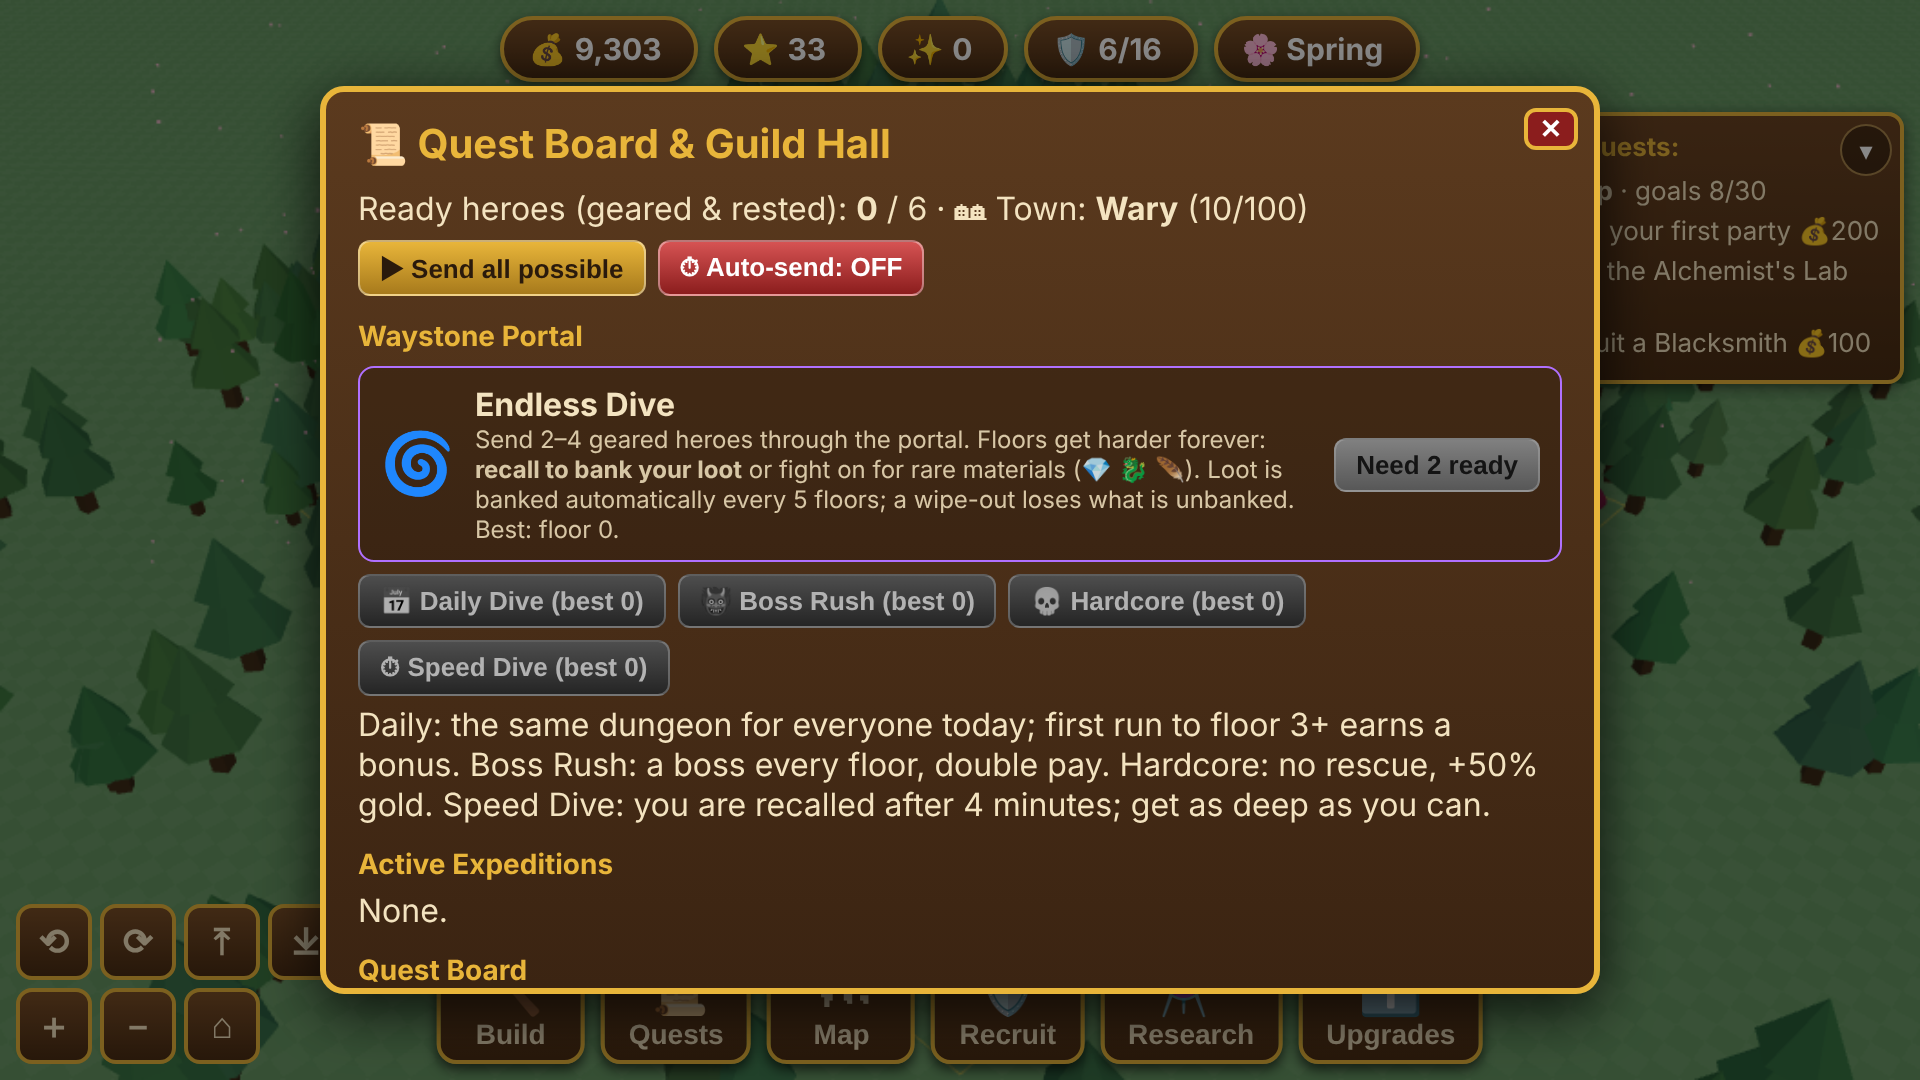 9,303
33
0
6/16
Spring
Quest Board & Guild Hall
Ready heroes (geared & rested): 0 / 6 · Town: Wary (10/100)
Send all possible
Auto-send: OFF
Waystone Portal
Endless Dive
Send 2–4 geared heroes through the portal. Floors get harder forever:
recall to bank your loot or fight on for rare materials (💎 🐉 🪶). Loot is
banked automatically every 5 floors; a wipe-out loses what is unbanked.
Best: floor 0.
Need 2 ready
Daily Dive (best 0)
Boss Rush (best 0)
Hardcore (best 0)
Speed Dive (best 0)
Daily: the same dungeon for everyone today; first run to floor 3+ earns a
bonus. Boss Rush: a boss every floor, double pay. Hardcore: no rescue, +50%
gold. Speed Dive: you are recalled after 4 minutes; get as deep as you can.
Active Expeditions
None.
Quest Board
· goals 8/30
your first party 💰200
the Alchemist's Lab
a Blacksmith 💰100
Build
Quests
Map
Recruit
Research
Upgrades